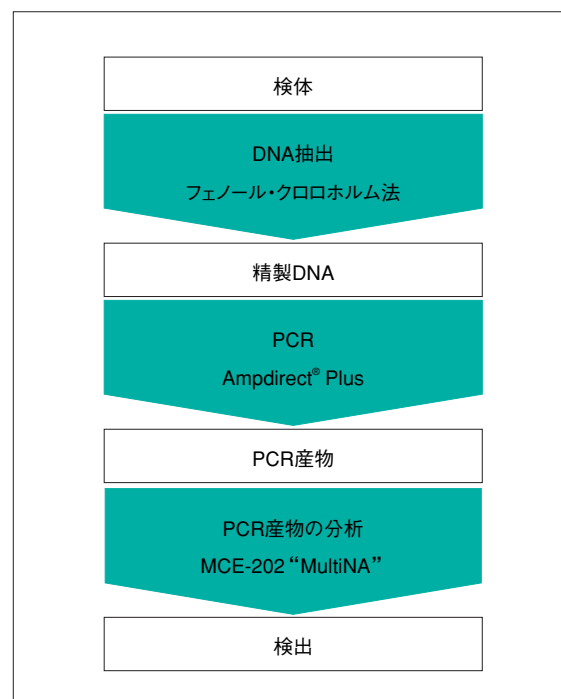 検体
DNA抽出
フェノール・クロロホルム法
精製DNA
PCR
Ampdirect® Plus
PCR産物
PCR産物の分析
MCE-202 “MultiNA”
検出